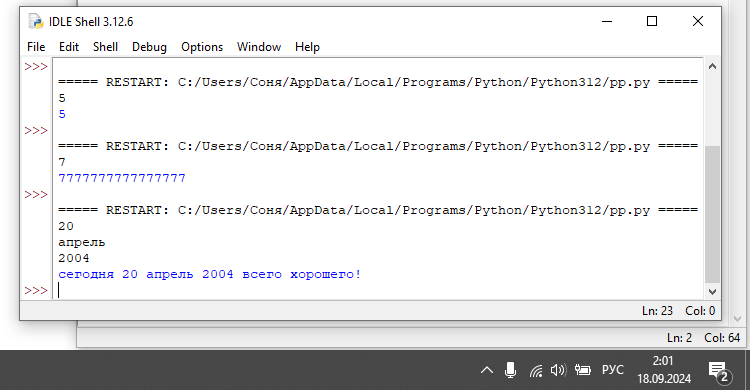 IDLE Shell 3.12.6
File Edit Shell Debug Options Window Help
>>>
===== RESTART: C:/Users/Соня/AppData/Local/Programs/Python/Python312/pp.py =====
5
5
>>>
===== RESTART: C:/Users/Соня/AppData/Local/Programs/Python/Python312/pp.py =====
7
7777777777777777
>>>
===== RESTART: C:/Users/Соня/AppData/Local/Programs/Python/Python312/pp.py =====
20
апрель
2004
сегодня 20 апрель 2004 всего хорошего!
>>>
Ln: 23 Col: 0
Ln: 2 Col: 64
РУС
2:01
18.09.2024
2